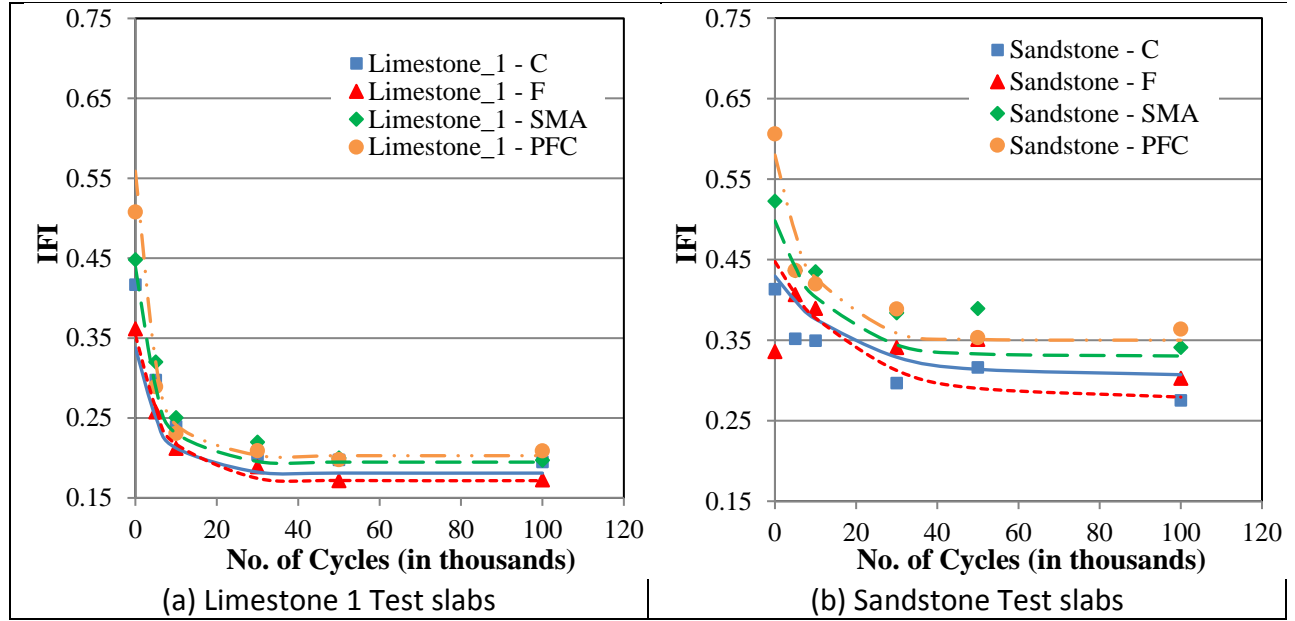 0.75
0.65
0.55
0.45
0.35
0.25
0.15
IFI
Limestone_1 - C
Limestone_1 - F
Limestone_1 - SMA
Limestone_1 - PFC
0 20 40 60 80 100 120
No. of Cycles (in thousands)
(a) Limestone 1 Test slabs
0.75
0.65
0.55
0.45
0.35
0.25
0.15
IFI
Sandstone - C
Sandstone - F
Sandstone - SMA
Sandstone - PFC
0 20 40 60 80 100 120
No. of Cycles (in thousands)
(b) Sandstone Test slabs